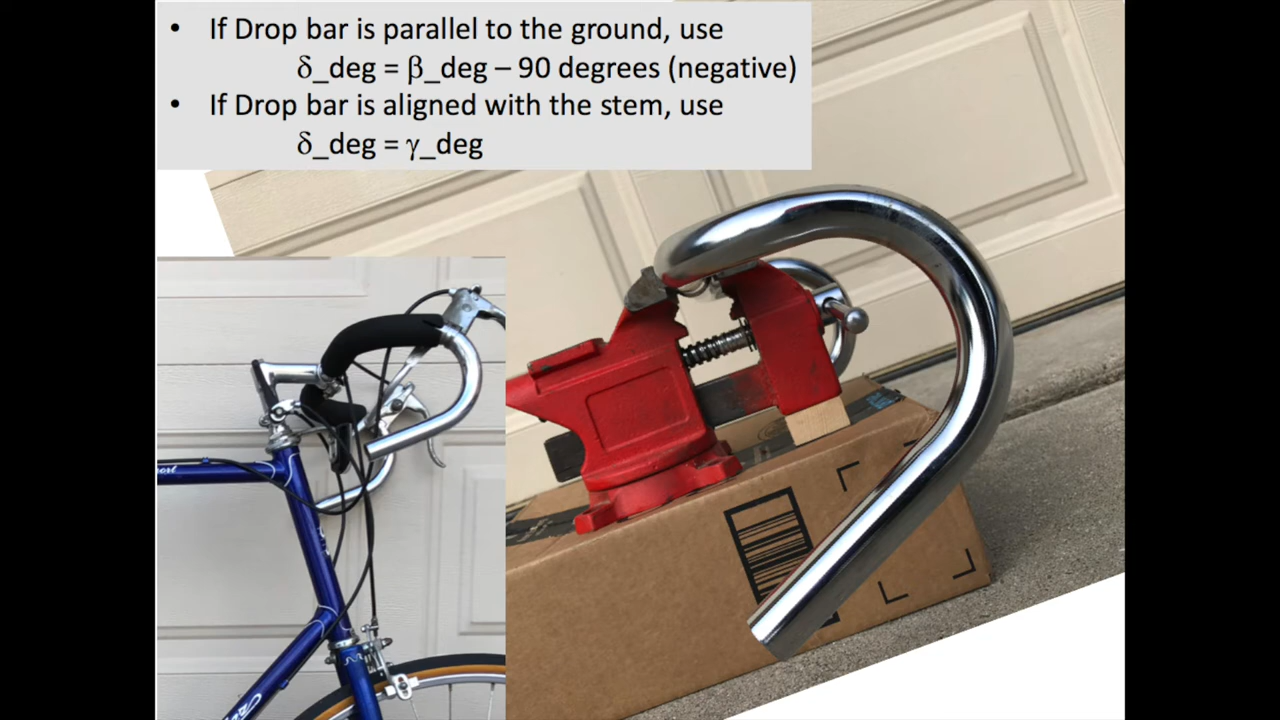 • If Drop bar is parallel to the ground, use
δ_deg = β_deg – 90 degrees (negative)
• If Drop bar is aligned with the stem, use
δ_deg = γ_deg